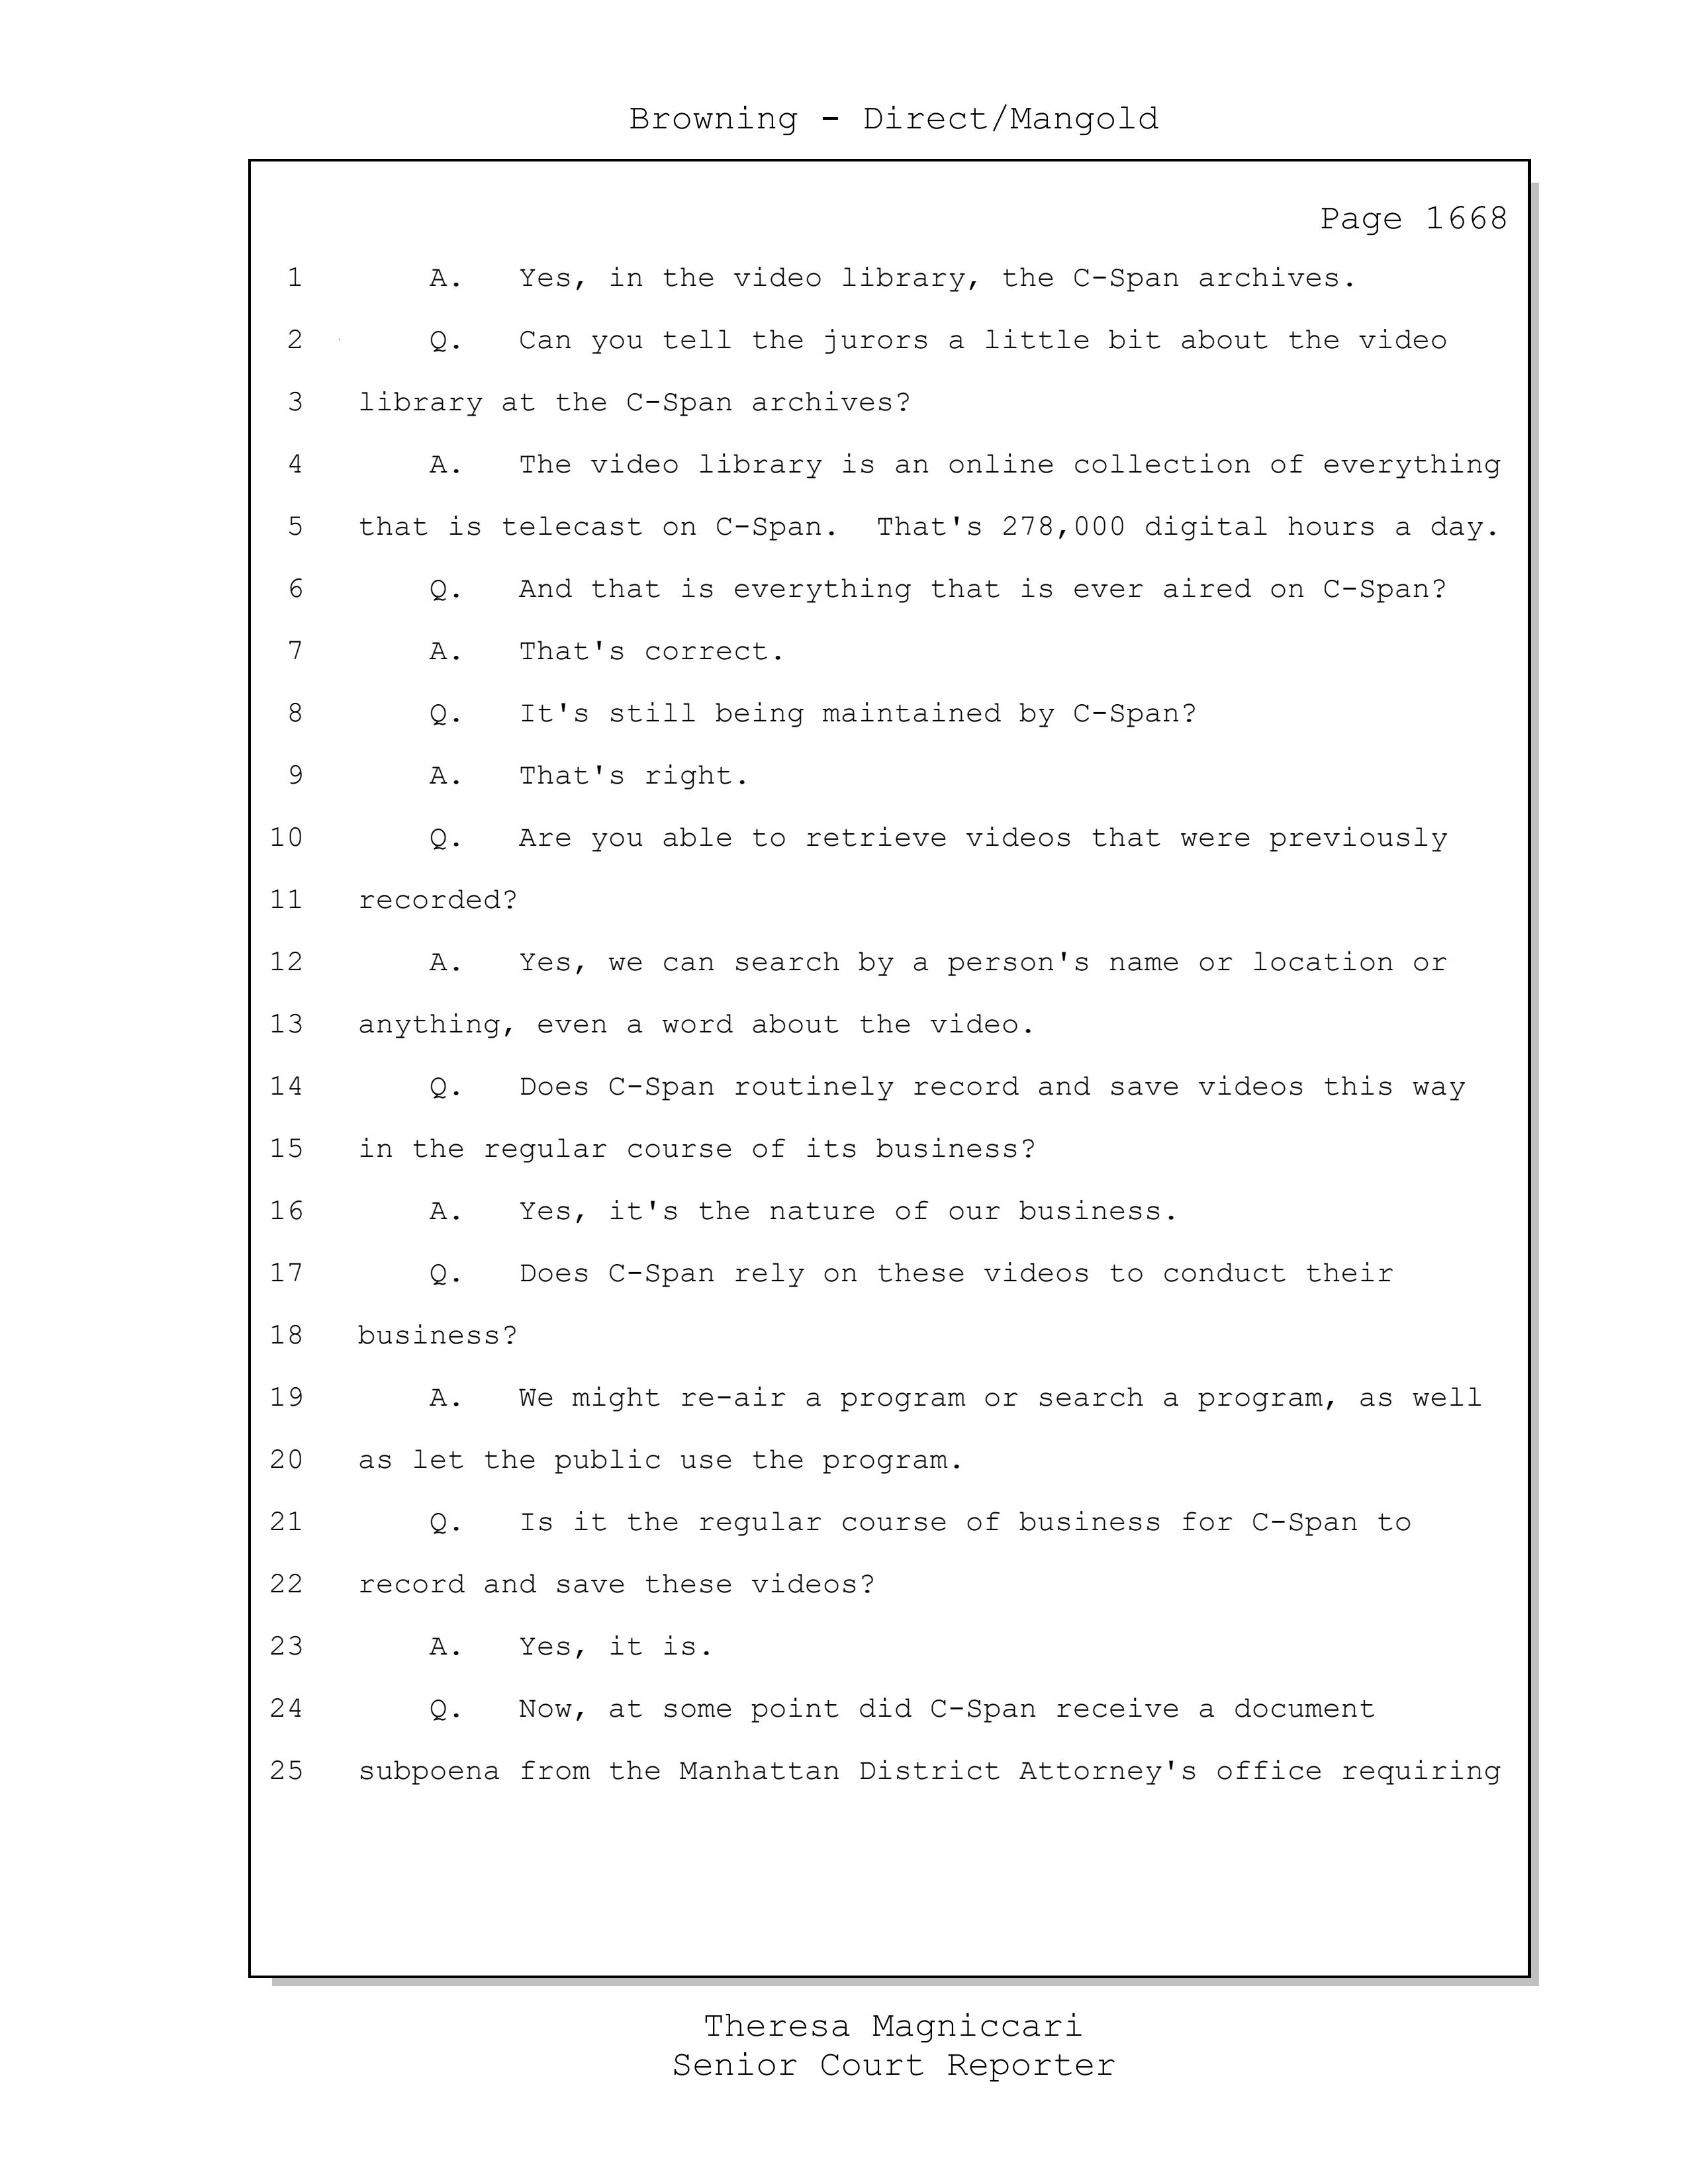 Browning - Direct/Mangold
Page 1668
1 A. Yes, in the video library, the C-Span archives.
2 Q. Can you tell the jurors a little bit about the video
3 library at the C-Span archives?
4 A. The video library is an online collection of everything
5 that is telecast on C-Span. That's 278,000 digital hours a day.
6 Q. And that is everything that is ever aired on C-Span?
7 A. That's correct.
8 Q. It's still being maintained by C-Span?
9 A. That's right.
10 Q. Are you able to retrieve videos that were previously
11 recorded?
12 A. Yes, we can search by a person's name or location or
13 anything, even a word about the video.
14 Q. Does C-Span routinely record and save videos this way
15 in the regular course of its business?
16 A. Yes, it's the nature of our business.
17 Q. Does C-Span rely on these videos to conduct their
18 business?
19 A. We might re-air a program or search a program, as well
20 as let the public use the program.
21 Q. Is it the regular course of business for C-Span to
22 record and save these videos?
23 A. Yes, it is.
24 Q. Now, at some point did C-Span receive a document
25 subpoena from the Manhattan District Attorney's office requiring
Theresa Magniccari
Senior Court Reporter